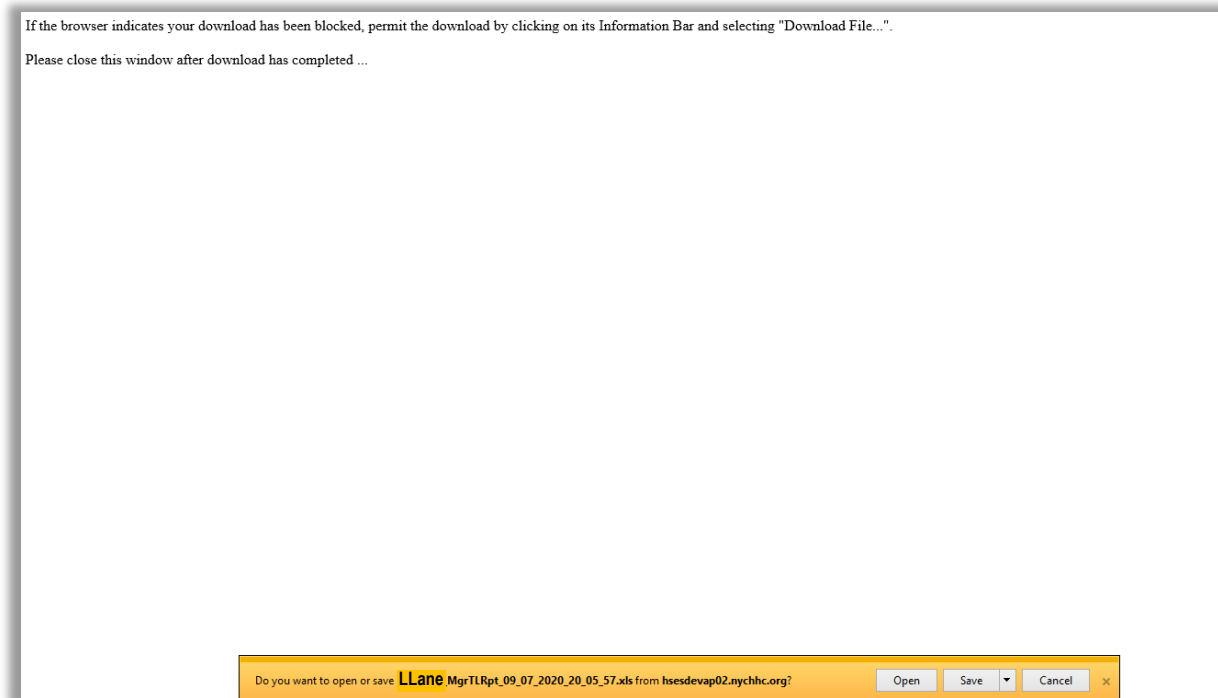 If the browser indicates your download has been blocked, permit the download by clicking on its Information Bar and selecting "Download File...".
Please close this window after download has completed ...
Do you want to open or save LLane MgrTLRpt_09_07_2020_20_05_57.xls from hsesdevap02.nychhc.org? Open Save Cancel ×